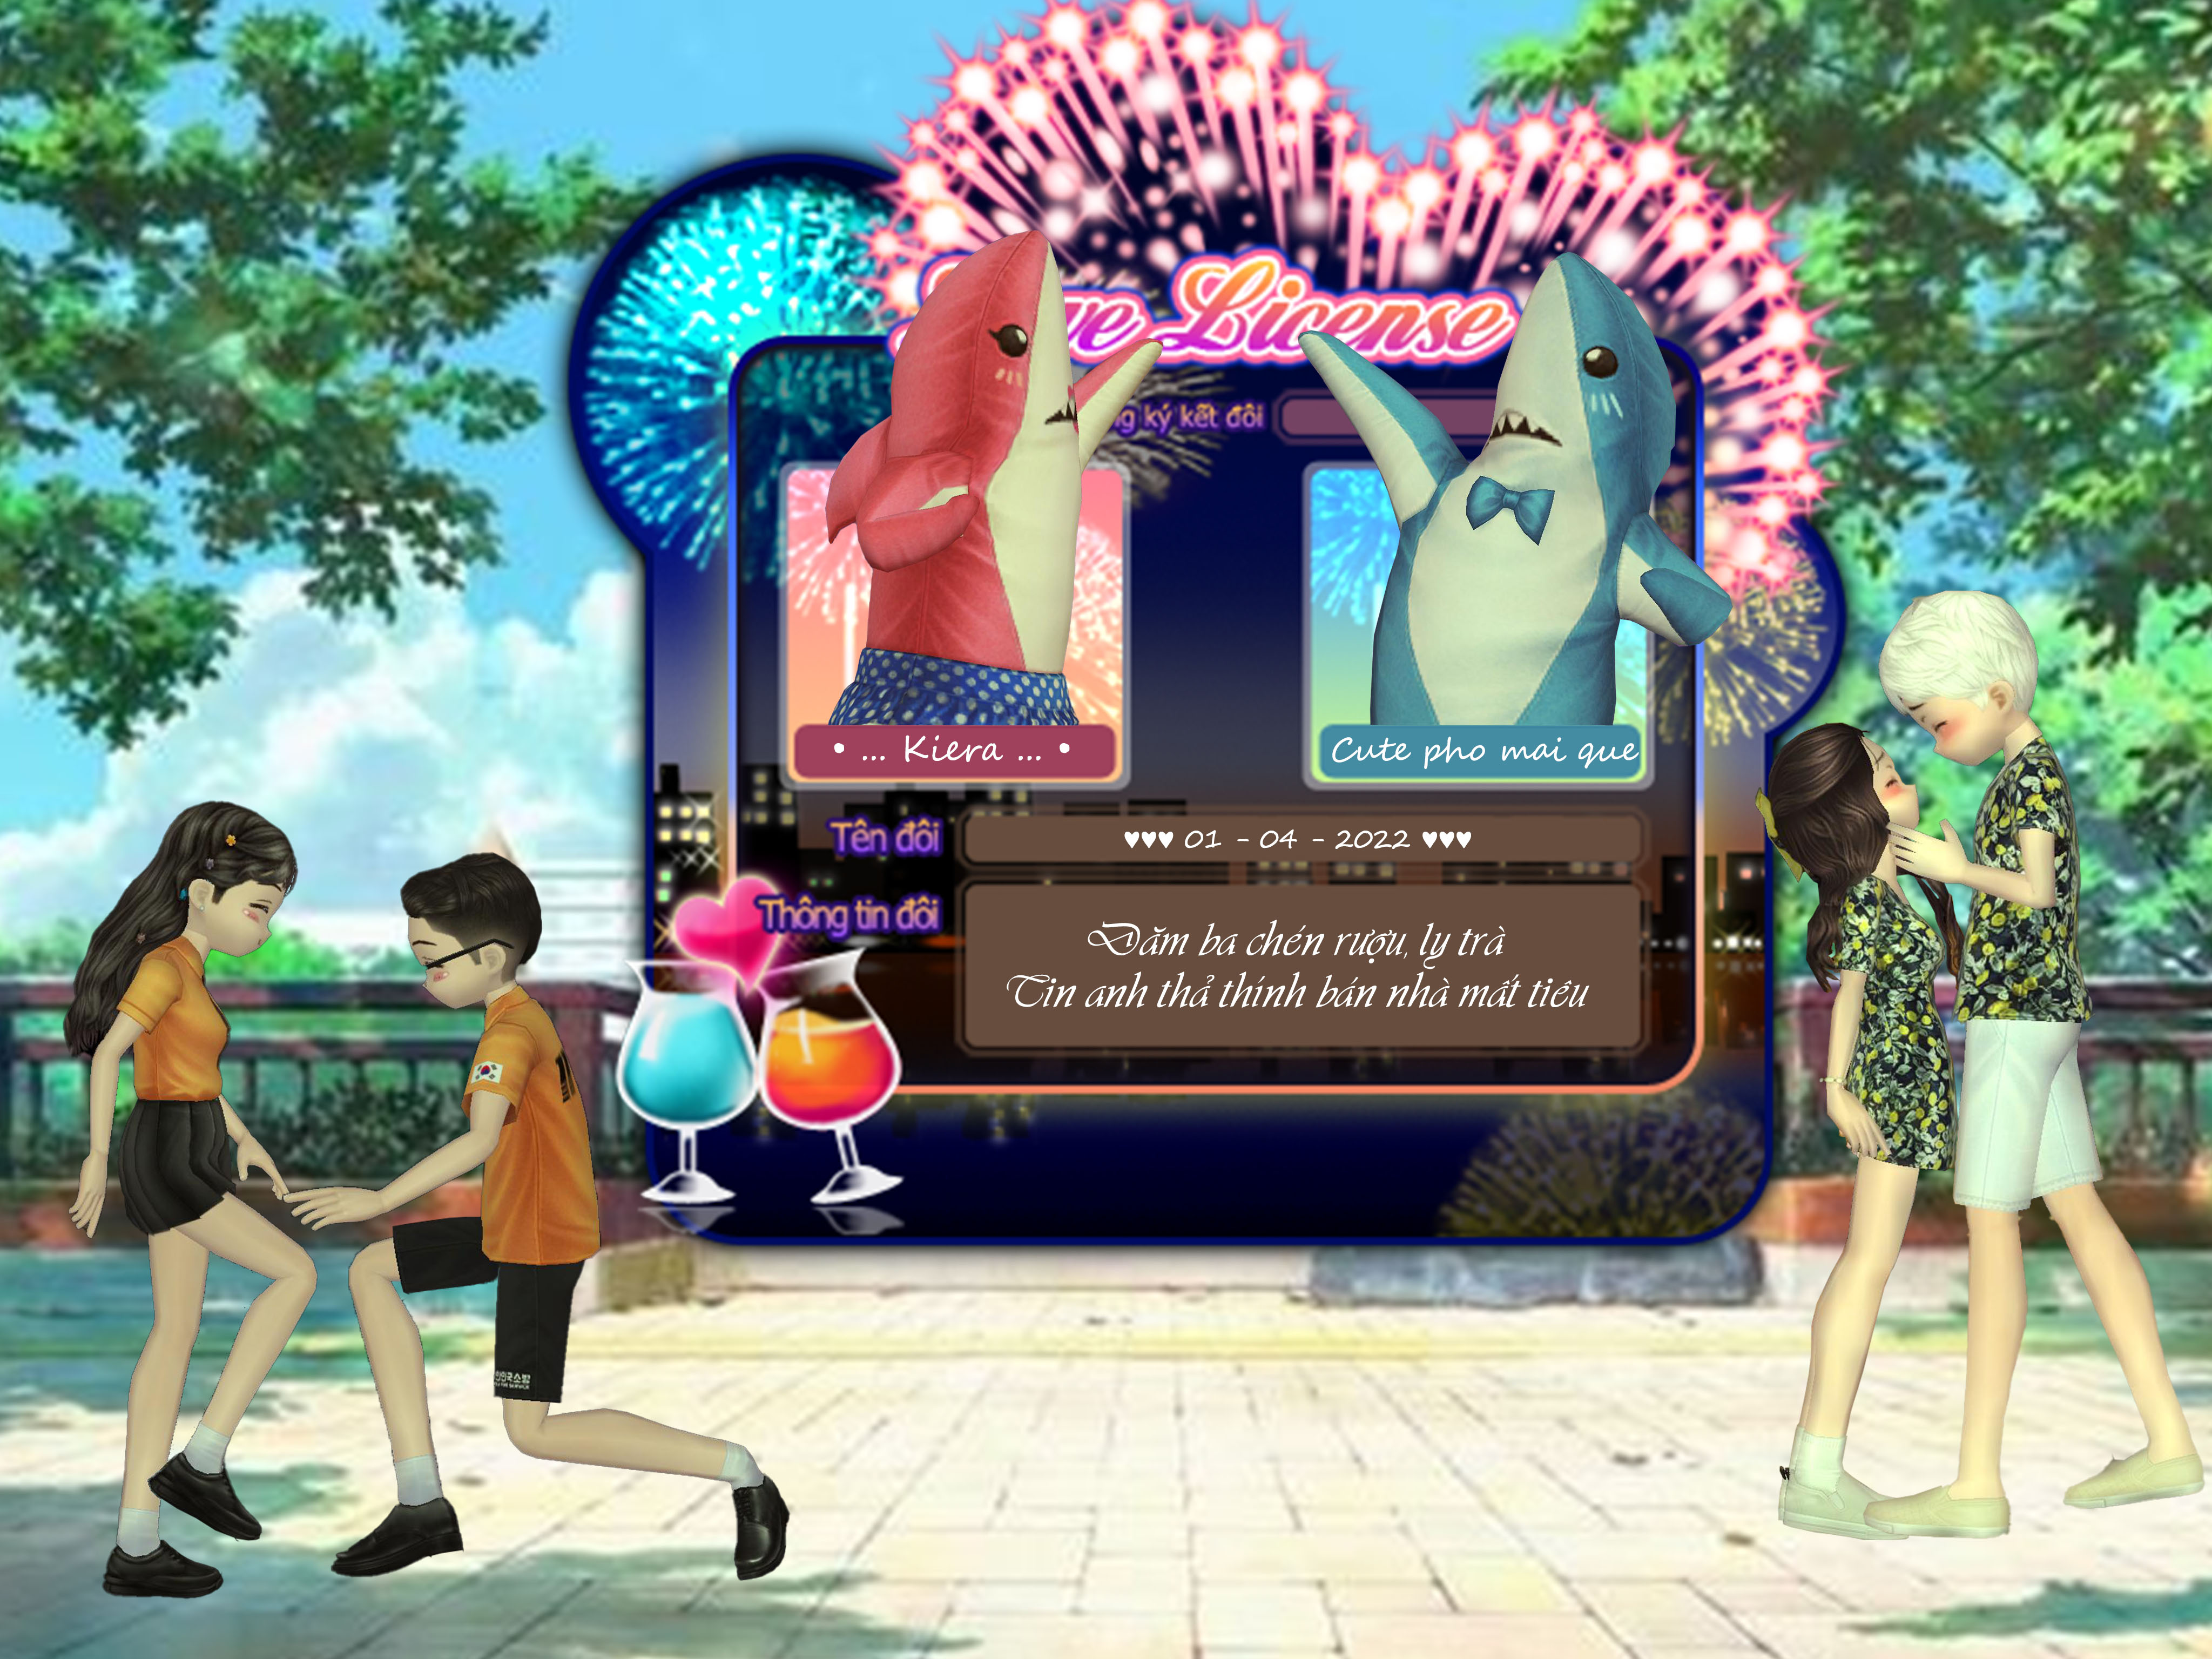 License
ký kết đôi
• ... Kiera ... •
Cute pho mai que
Tên đôi
♥♥♥ 01 - 04 - 2022 ♥♥♥
Thông tin đôi
Dăm ba chén rượu, ly trà
Tin anh thả thính bán nhà mất tiêu